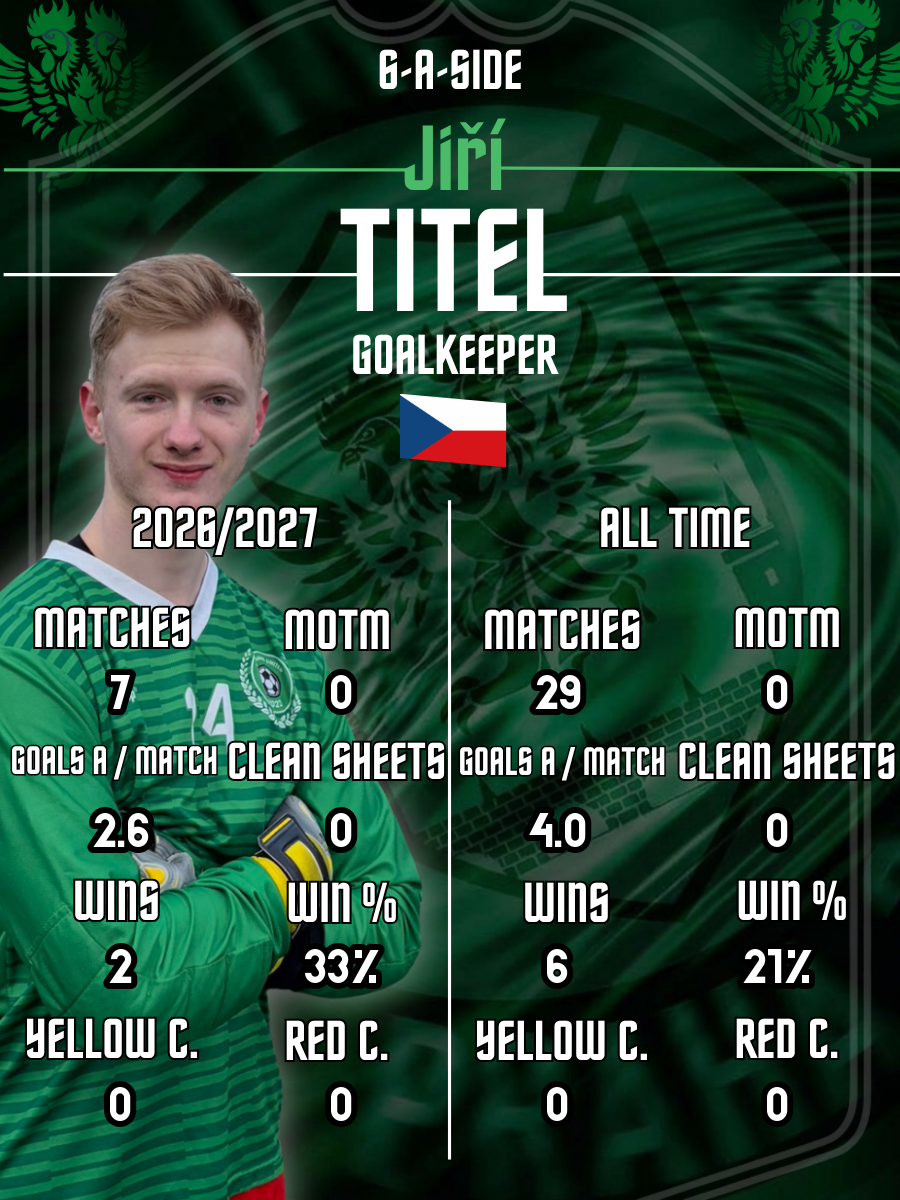 6-A-SIDE
Jiří
TITEL
GOALKEEPER
2026/2027
MATCHES MOTM
7 0
GOALS A / MATCH CLEAN SHEETS
2.6 0
WINS WIN %
2 33%
YELLOW C. RED C.
0 0
ALL TIME
MATCHES MOTM
29 0
GOALS A / MATCH CLEAN SHEETS
4.0 0
WINS WIN %
6 21%
YELLOW C. RED C.
0 0